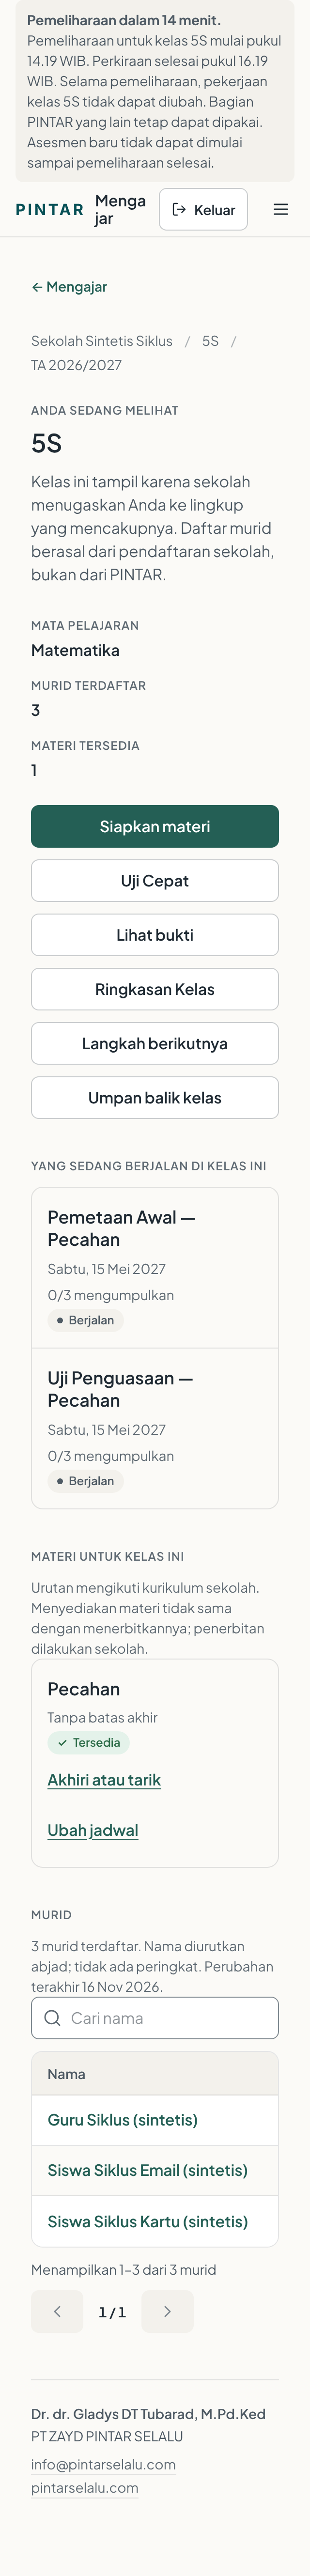 Pemeliharaan dalam 14 menit.
Pemeliharaan untuk kelas 5S mulai pukul
14.19 WIB. Perkiraan selesai pukul 16.19
WIB. Selama pemeliharaan, pekerjaan
kelas 5S tidak dapat diubah. Bagian
PINTAR yang lain tetap dapat dipakai.
Asesmen baru tidak dapat dimulai
sampai pemeliharaan selesai.
PINTAR
Menga
jar
Keluar
← Mengajar
Sekolah Sintetis Siklus / 5S /
TA 2026/2027
ANDA SEDANG MELIHAT
5S
Kelas ini tampil karena sekolah
menugaskan Anda ke lingkup
yang mencakupnya. Daftar murid
berasal dari pendaftaran sekolah,
bukan dari PINTAR.
MATA PELAJARAN
Matematika
MURID TERDAFTAR
3
MATERI TERSEDIA
1
Siapkan materi
Uji Cepat
Lihat bukti
Ringkasan Kelas
Langkah berikutnya
Umpan balik kelas
YANG SEDANG BERJALAN DI KELAS INI
Pemetaan Awal —
Pecahan
Sabtu, 15 Mei 2027
0/3 mengumpulkan
Berjalan
Uji Penguasaan —
Pecahan
Sabtu, 15 Mei 2027
0/3 mengumpulkan
Berjalan
MATERI UNTUK KELAS INI
Urutan mengikuti kurikulum sekolah.
Menyediakan materi tidak sama
dengan menerbitkannya; penerbitan
dilakukan sekolah.
Pecahan
Tanpa batas akhir
Tersedia
Akhiri atau tarik
Ubah jadwal
MURID
3 murid terdaftar. Nama diurutkan
abjad; tidak ada peringkat. Perubahan
terakhir 16 Nov 2026.
Cari nama
Nama
Guru Siklus (sintetis)
Siswa Siklus Email (sintetis)
Siswa Siklus Kartu (sintetis)
Menampilkan 1–3 dari 3 murid
1/1
Dr. dr. Gladys DT Tubarad, M.Pd.Ked
PT ZAYD PINTAR SELALU
info@pintarselalu.com
pintarselalu.com